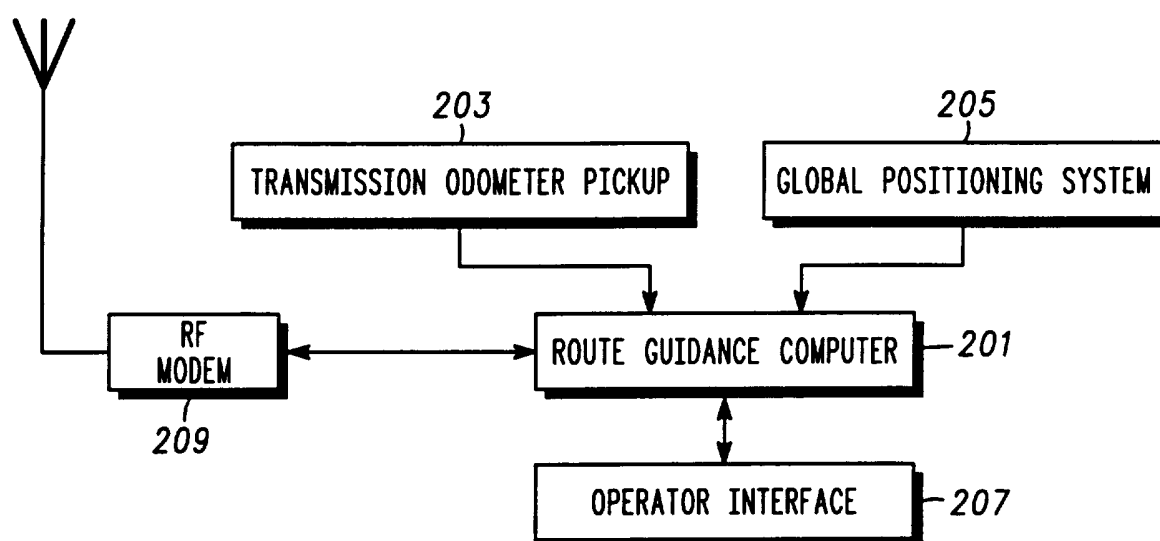 203
205
TRANSMISSION ODOMETER PICKUP
GLOBAL POSITIONING SYSTEM
RF
MODEM
ROUTE GUIDANCE COMPUTER
201
209
OPERATOR INTERFACE
207